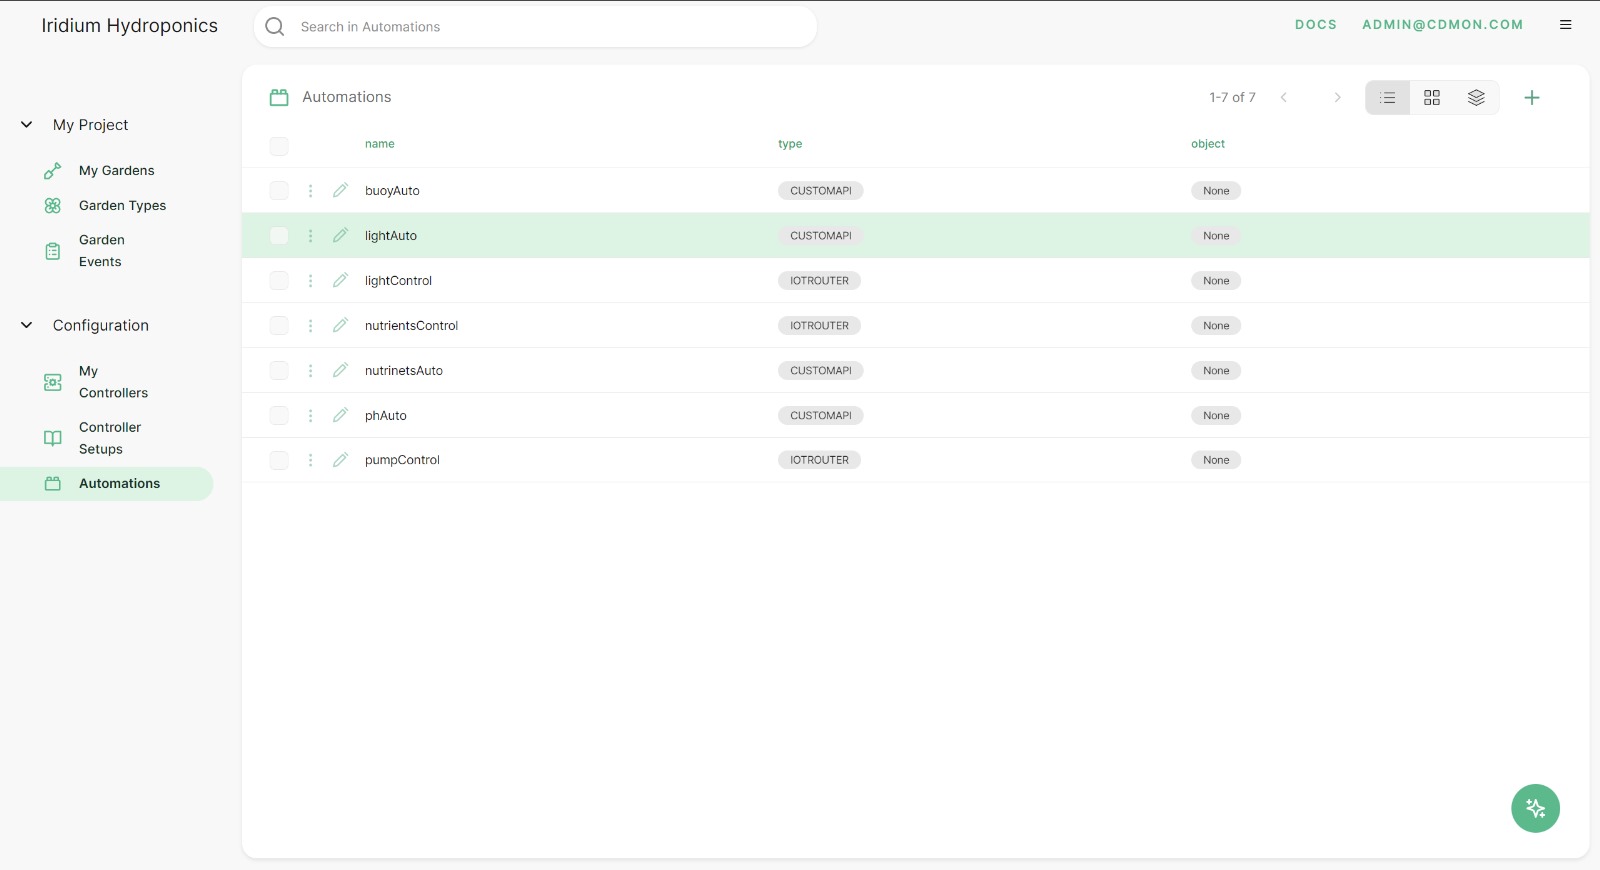 Iridium Hydroponics
Search in Automations
DOCS
ADMIN@CDMON.COM
My Project
My Gardens
Garden Types
Garden
Events
Configuration
My
Controllers
Controller
Setups
Automations
Automations
1-7 of 7
name type object
buoyAuto CUSTOMAPI None
lightAuto CUSTOMAPI None
lightControl IOTROUTER None
nutrientsControl IOTROUTER None
nutrinetsAuto CUSTOMAPI None
phAuto CUSTOMAPI None
pumpControl IOTROUTER None